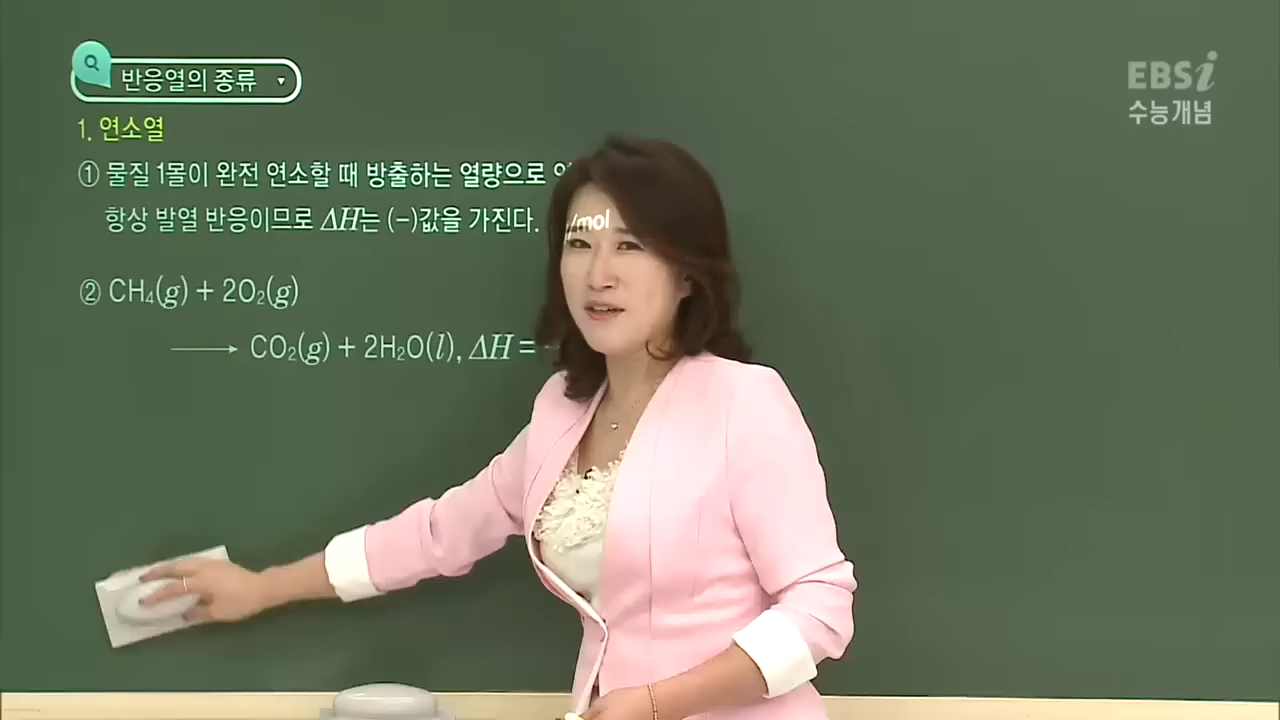 반응열의 종류
EBSi
수능개념
1. 연소열
① 물질 1몰이 완전 연소할 때 방출하는 열량으로
/mol
항상 발열 반응이므로 ΔH는 (−)값을 가진다.
② CH₄(g) + 2O₂(g)
⟶ CO₂(g) + 2H₂O(l), ΔH =